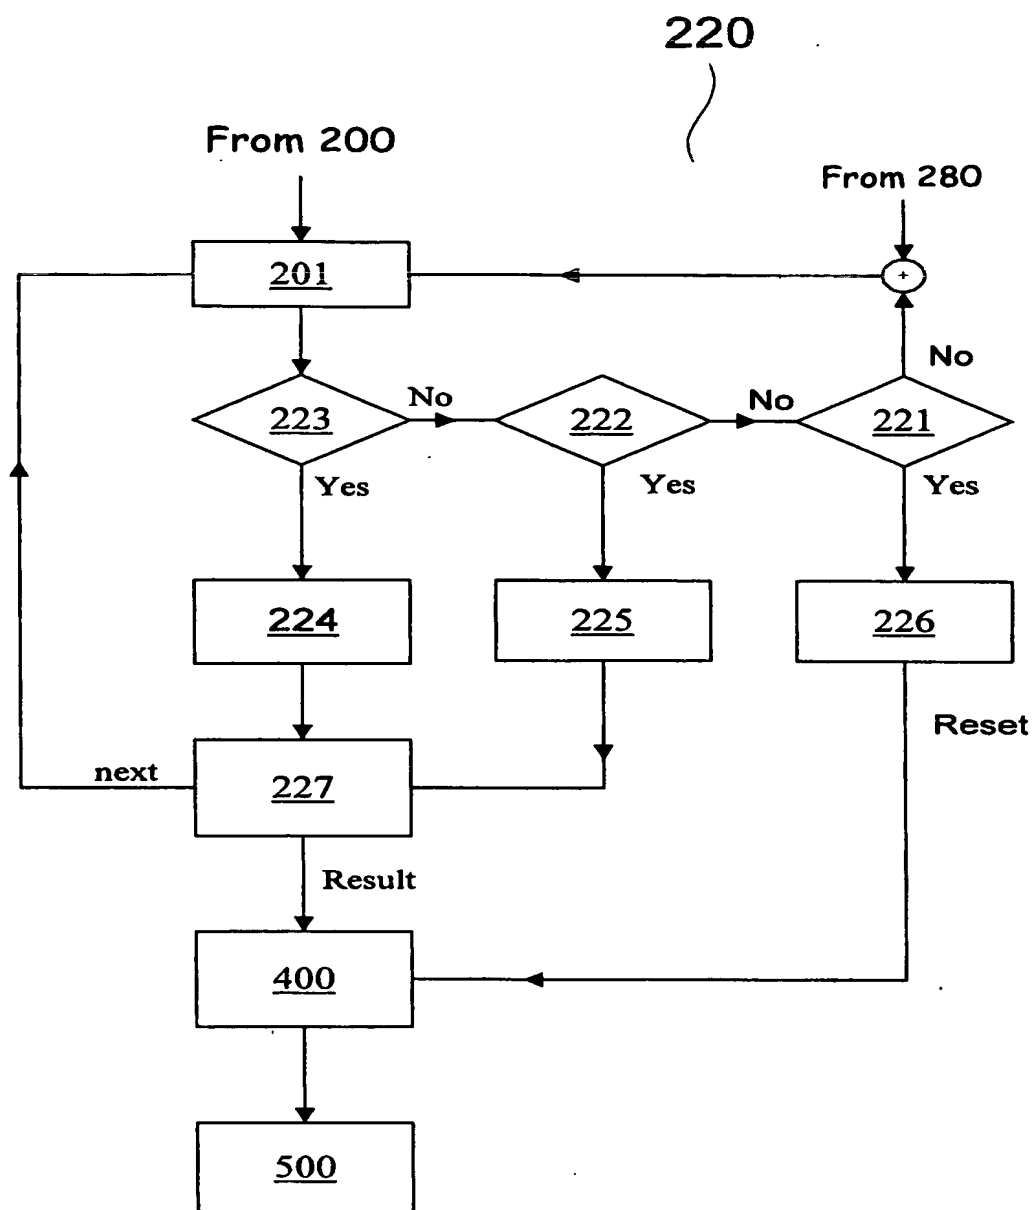 220
From 200
From 280
201
+
No
223
No
222
No
221
Yes
Yes
Yes
224
225
226
Reset
next
227
Result
400
500